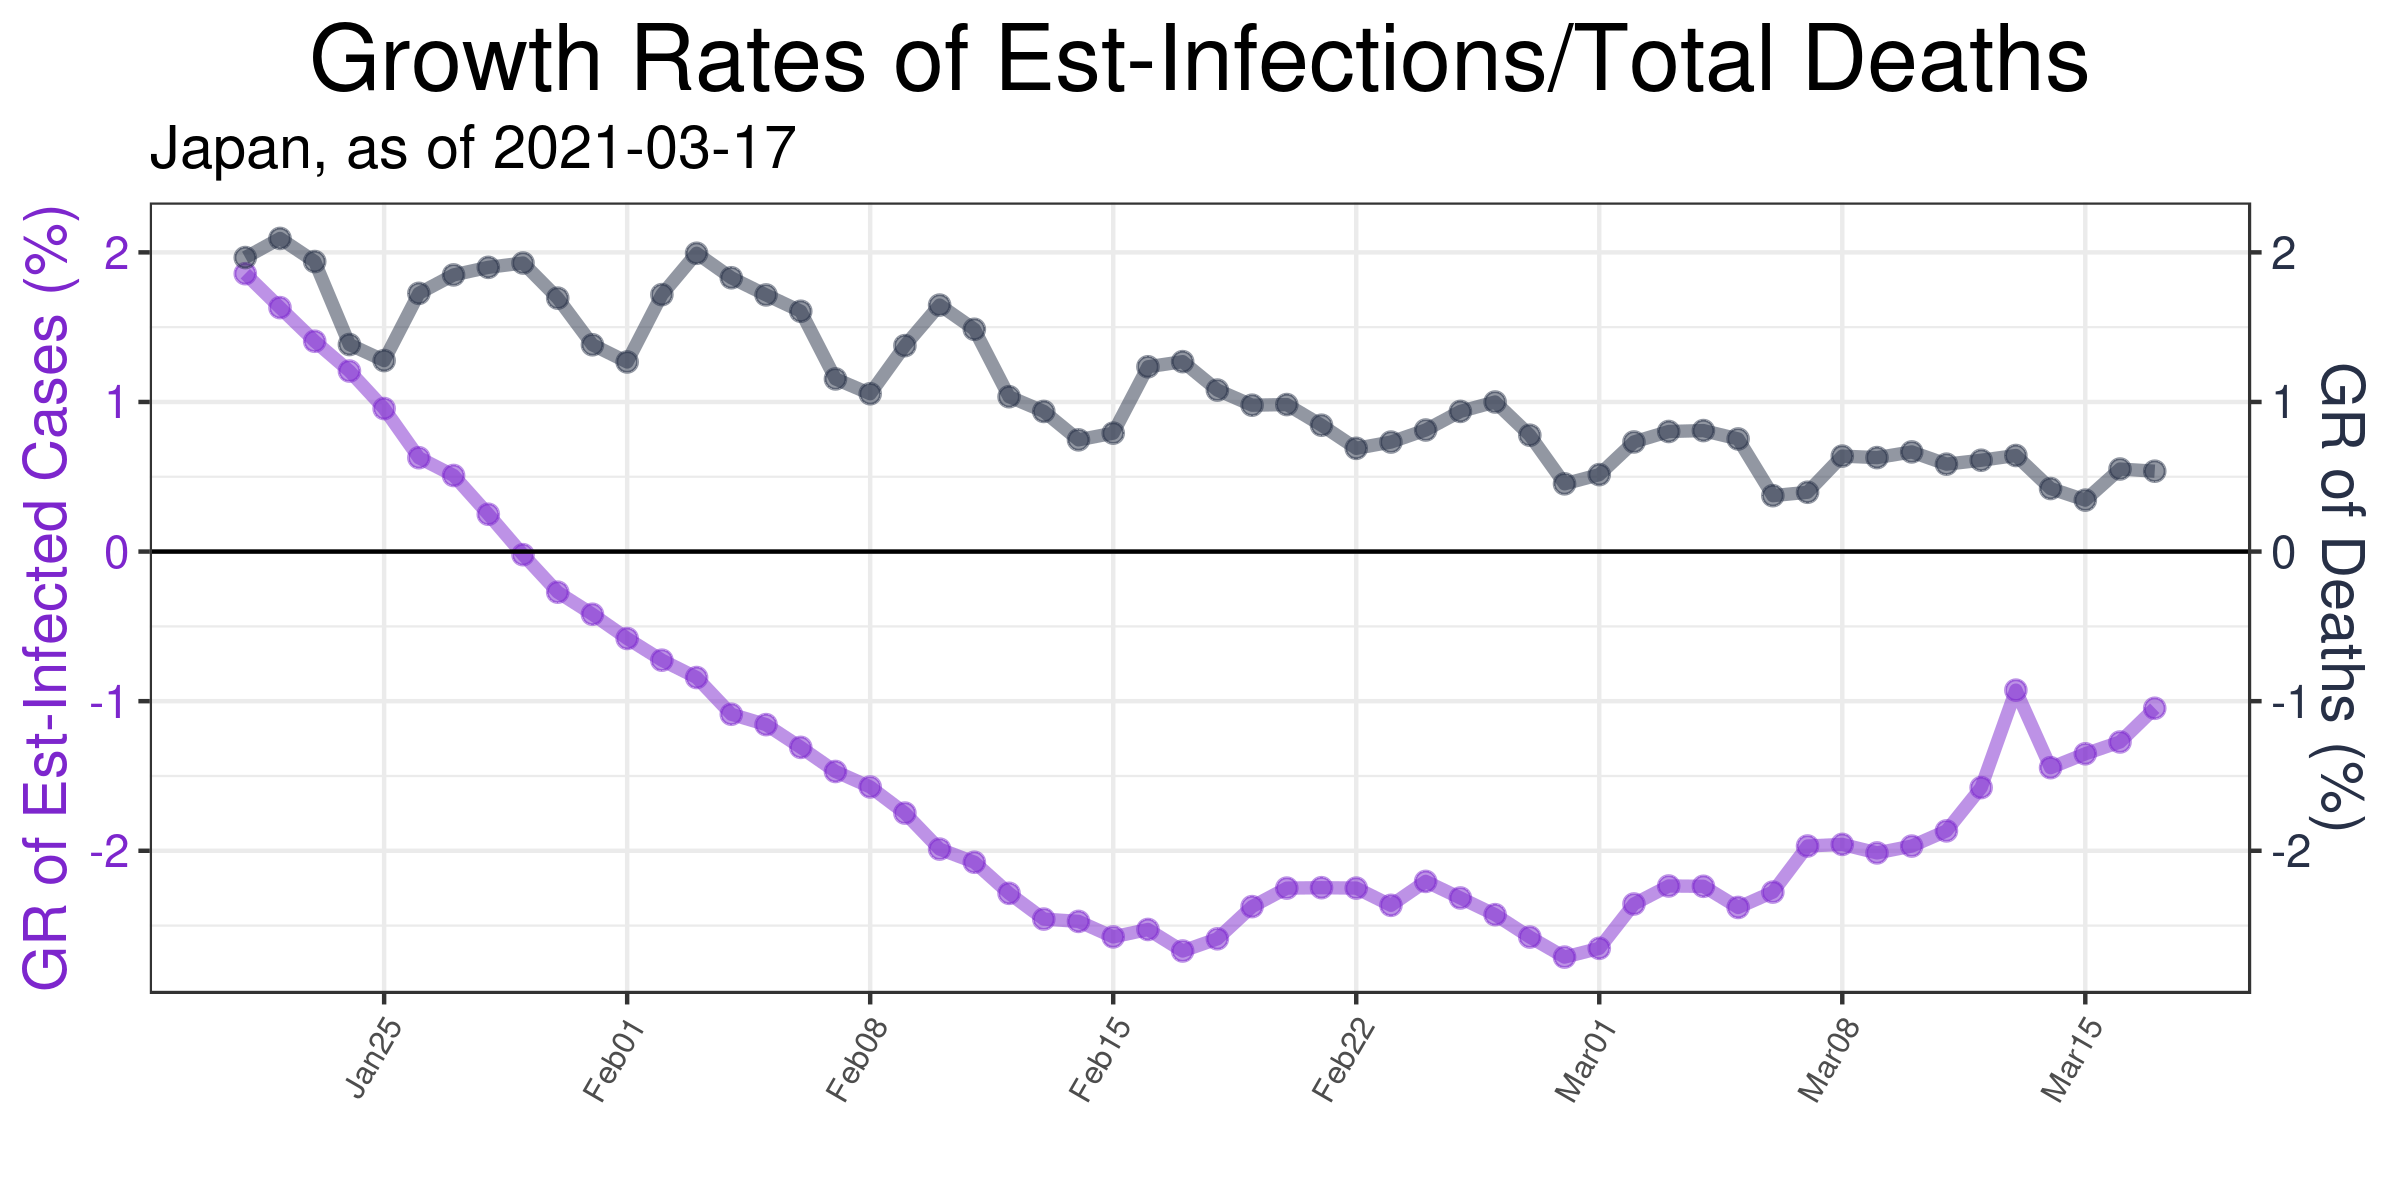 Growth Rates of Est-Infections/Total Deaths
Japan, as of 2021-03-17
GR of Est-Infected Cases (%)
2
1
0
-1
-2
2
1
0
-1
-2
GR of Deaths (%)
Jan25
Feb01
Feb08
Feb15
Feb22
Mar01
Mar08
Mar15